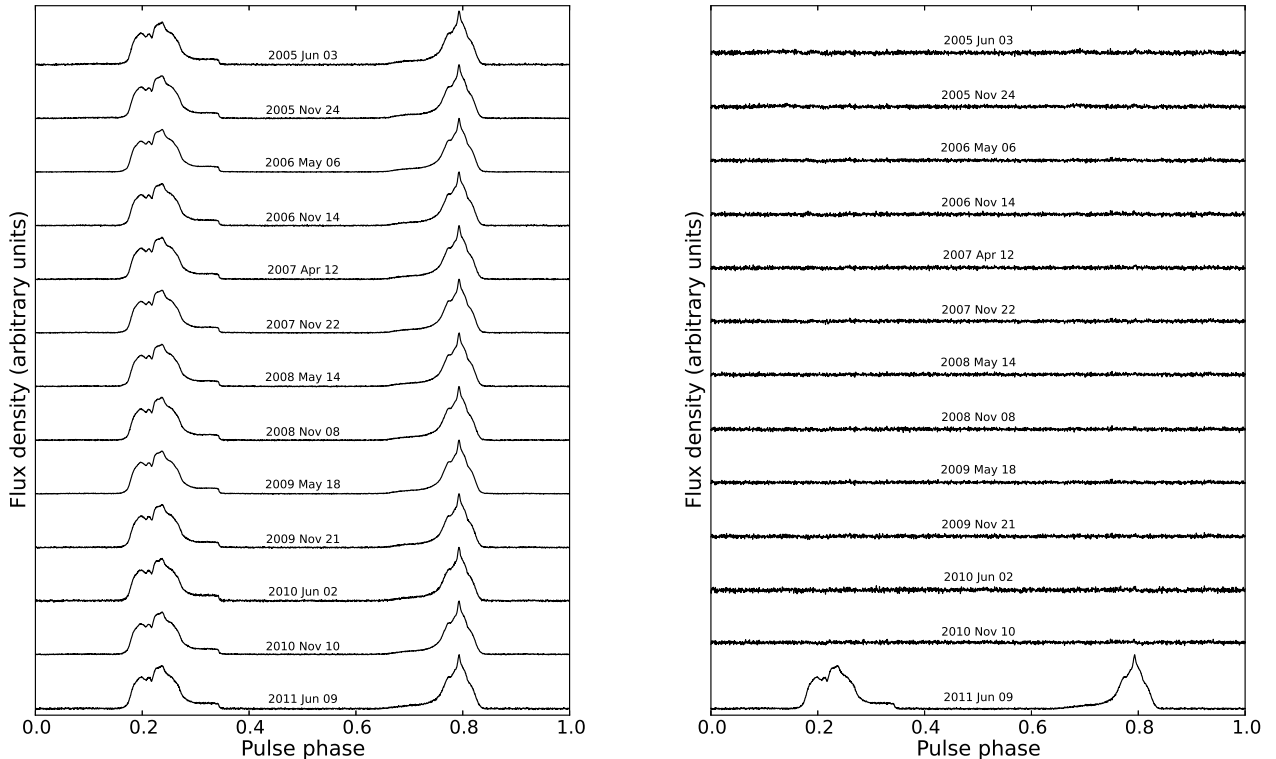 Flux density (arbitrary units)
2005 Jun 03
2005 Nov 24
2006 May 06
2006 Nov 14
2007 Apr 12
2007 Nov 22
2008 May 14
2008 Nov 08
2009 May 18
2009 Nov 21
2010 Jun 02
2010 Nov 10
2011 Jun 09
0.0 0.2 0.4 0.6 0.8 1.0
Pulse phase
Flux density (arbitrary units)
2005 Jun 03
2005 Nov 24
2006 May 06
2006 Nov 14
2007 Apr 12
2007 Nov 22
2008 May 14
2008 Nov 08
2009 May 18
2009 Nov 21
2010 Jun 02
2010 Nov 10
2011 Jun 09
0.0 0.2 0.4 0.6 0.8 1.0
Pulse phase